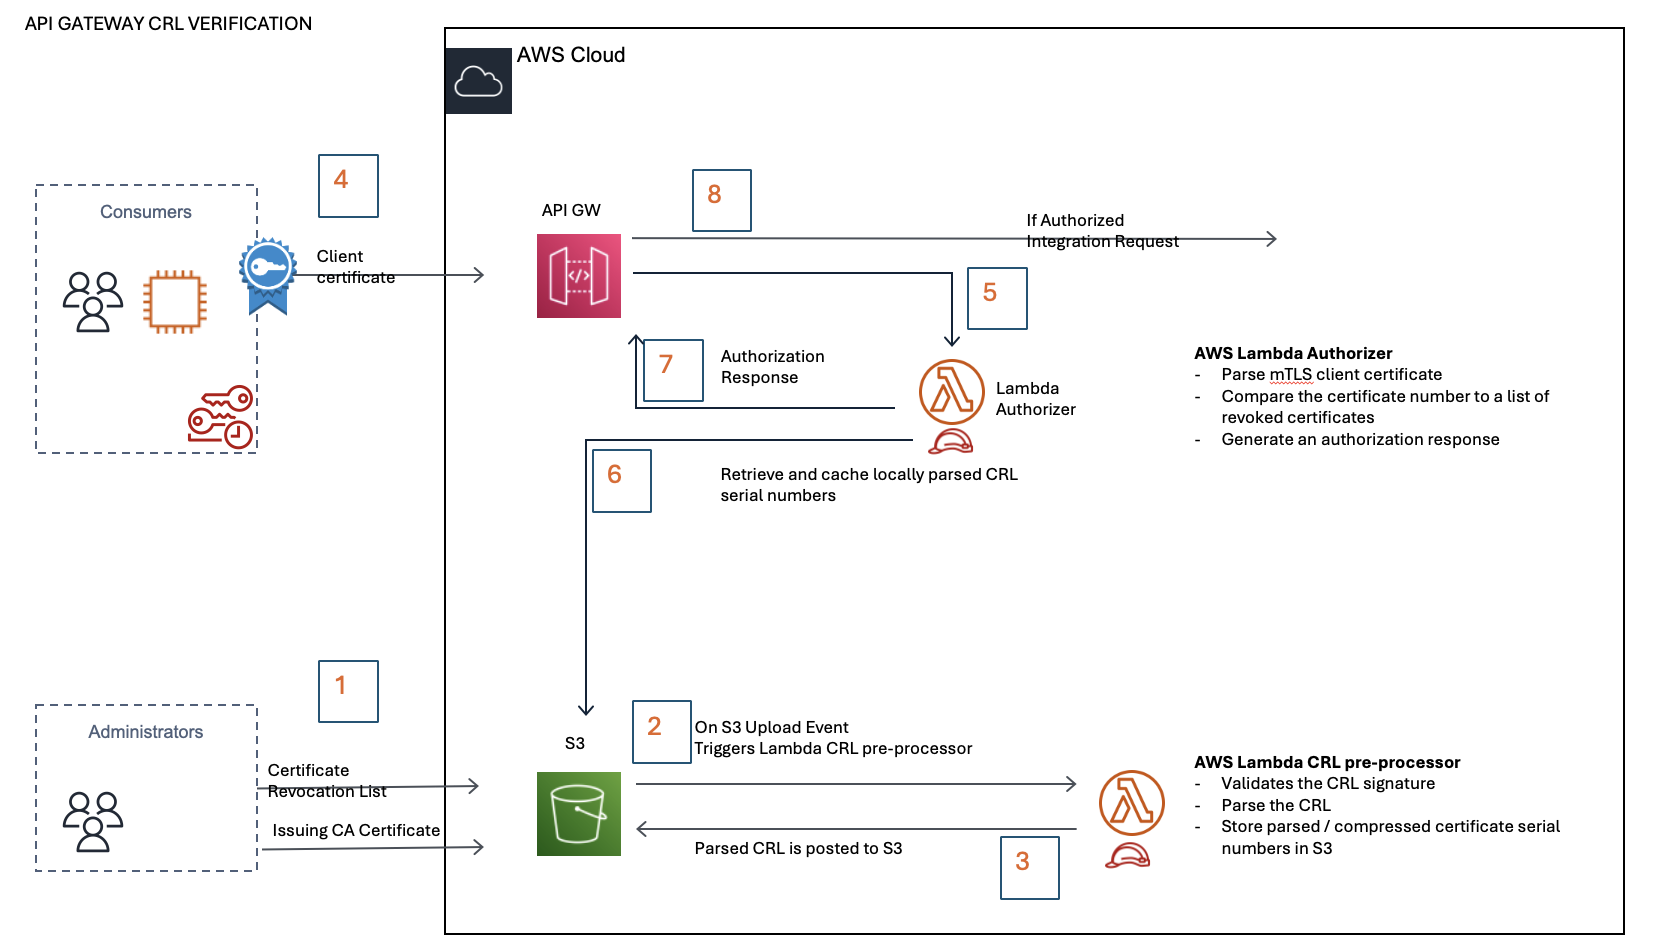 API GATEWAY CRL VERIFICATION
AWS Cloud
4
8
Consumers
API GW
If Authorized
Integration Request
Client
certificate
5
7
Authorization
Response
Lambda
Authorizer
AWS Lambda Authorizer
- Parse mTLS client certificate
- Compare the certificate number to a list of
revoked certificates
- Generate an authorization response
6
Retrieve and cache locally parsed CRL
serial numbers
1
Administrators
Certificate
Revocation List
Issuing CA Certificate
S3
2
On S3 Upload Event
Triggers Lambda CRL pre-processor
Parsed CRL is posted to S3
3
AWS Lambda CRL pre-processor
- Validates the CRL signature
- Parse the CRL
- Store parsed / compressed certificate serial
numbers in S3